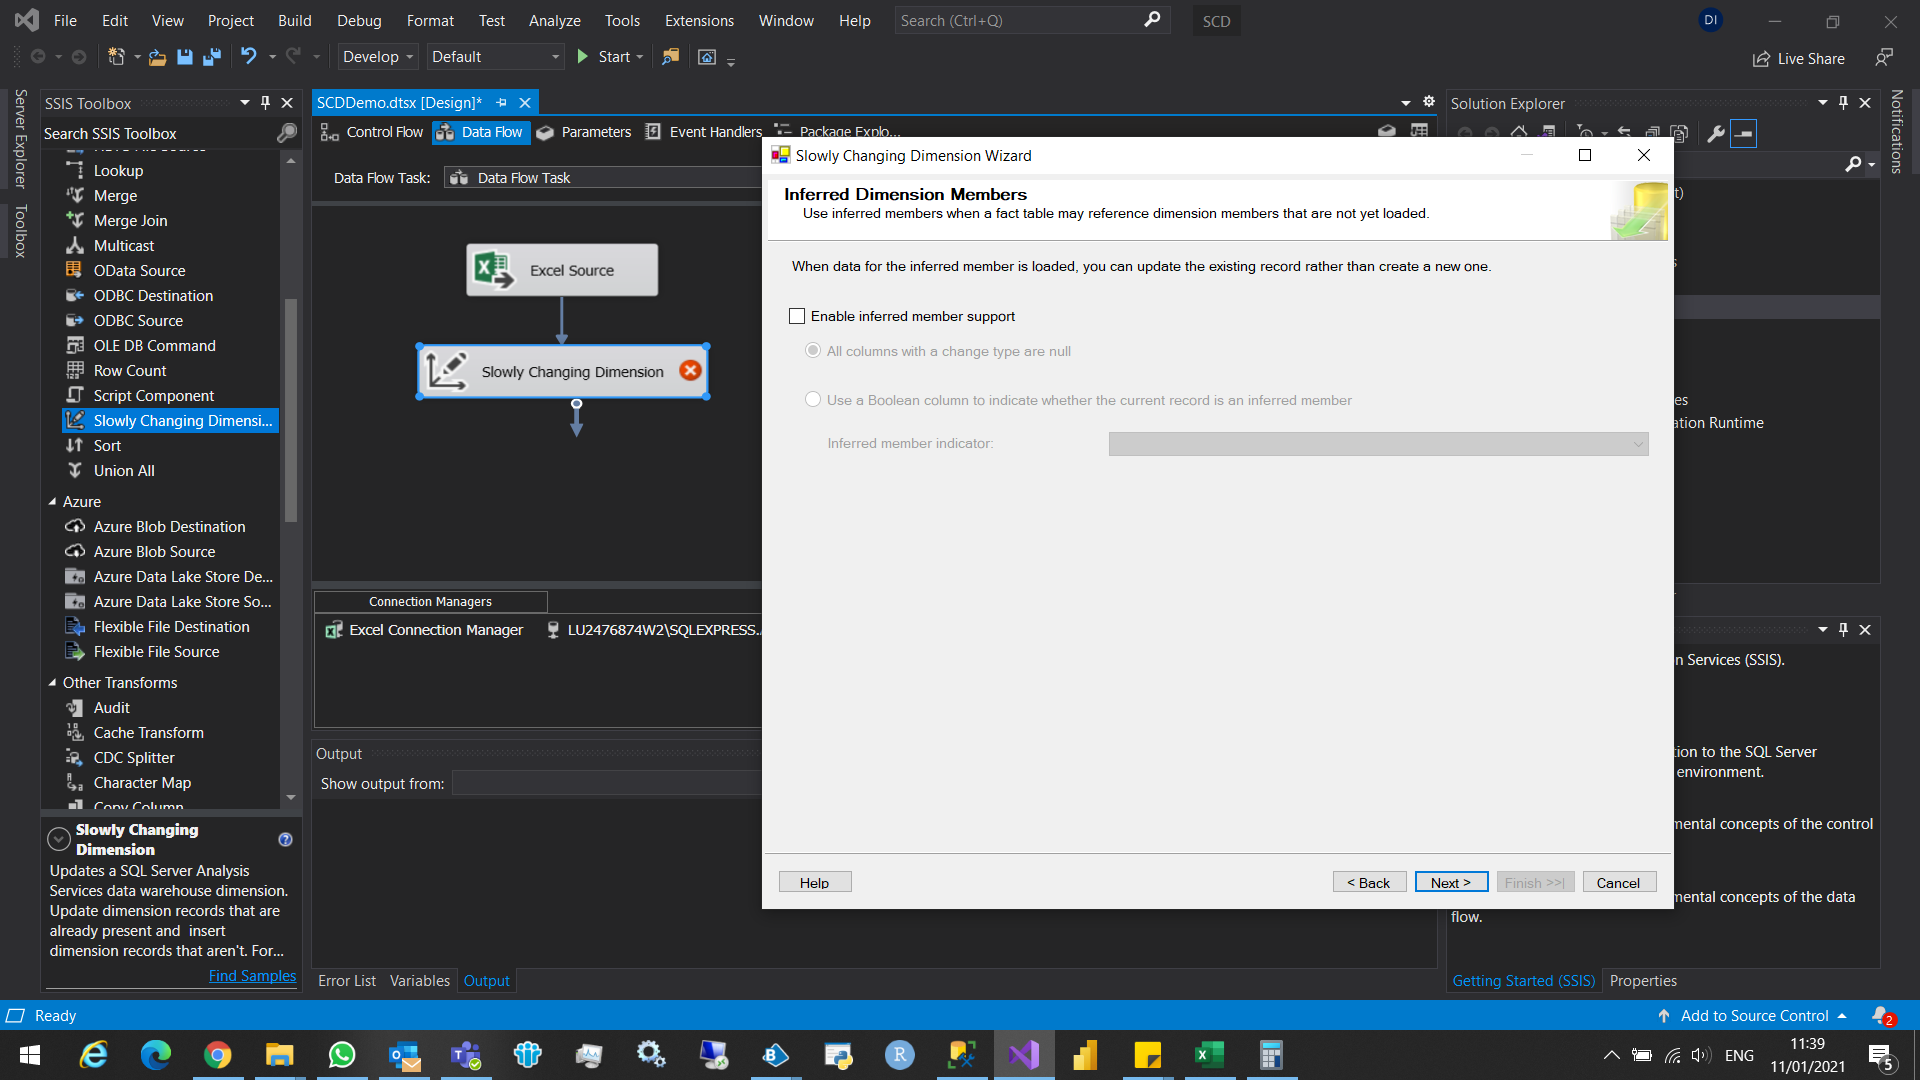 File Edit View Project Build Debug Format Test Analyze Tools Extensions Window Help Search (Ctrl+Q) SCD DI
Develop Default Start Live Share
Server Explorer
Toolbox
SSIS Toolbox
Search SSIS Toolbox
Lookup
Merge
Merge Join
Multicast
OData Source
ODBC Destination
ODBC Source
OLE DB Command
Row Count
Script Component
Slowly Changing Dimensi...
Sort
Union All
Azure
Azure Blob Destination
Azure Blob Source
Azure Data Lake Store De...
Azure Data Lake Store So...
Flexible File Destination
Flexible File Source
Other Transforms
Audit
Cache Transform
CDC Splitter
Character Map
Copy Column
Slowly Changing
Dimension
Updates a SQL Server Analysis
Services data warehouse dimension.
Update dimension records that are
already present and insert
dimension records that aren't. For...
Find Samples
SCDDemo.dtsx [Design]*
Control Flow Data Flow Parameters Event Handlers Package Explo...
Data Flow Task: Data Flow Task
Excel Source
Slowly Changing Dimension
Connection Managers
Excel Connection Manager LU2476874W2\SQLEXPRESS.
Output
Show output from:
Error List Variables Output
Slowly Changing Dimension Wizard
Inferred Dimension Members
Use inferred members when a fact table may reference dimension members that are not yet loaded.
When data for the inferred member is loaded, you can update the existing record rather than create a new one.
Enable inferred member support
All columns with a change type are null
Use a Boolean column to indicate whether the current record is an inferred member
Inferred member indicator:
Help < Back Next > Finish >>| Cancel
Solution Explorer
Notifications
t)
s
es
ation Runtime
n Services (SSIS).
tion to the SQL Server
environment.
mental concepts of the control
mental concepts of the data
flow.
Getting Started (SSIS) Properties
Ready Add to Source Control 2
ENG 11:39
11/01/2021 5